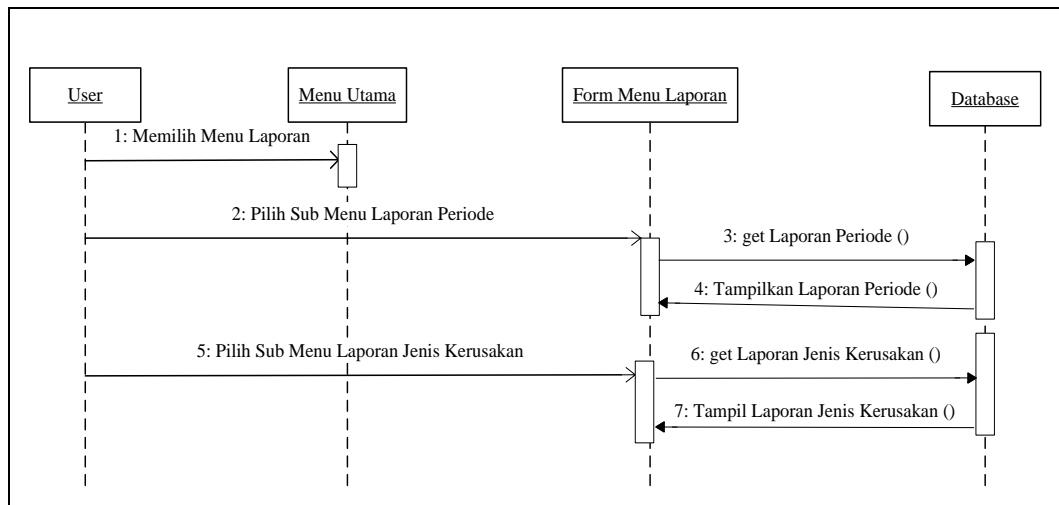 User
Menu Utama
Form Menu Laporan
Database
1: Memilih Menu Laporan
2: Pilih Sub Menu Laporan Periode
3: get Laporan Periode ()
4: Tampilkan Laporan Periode ()
5: Pilih Sub Menu Laporan Jenis Kerusakan
6: get Laporan Jenis Kerusakan ()
7: Tampil Laporan Jenis Kerusakan ()